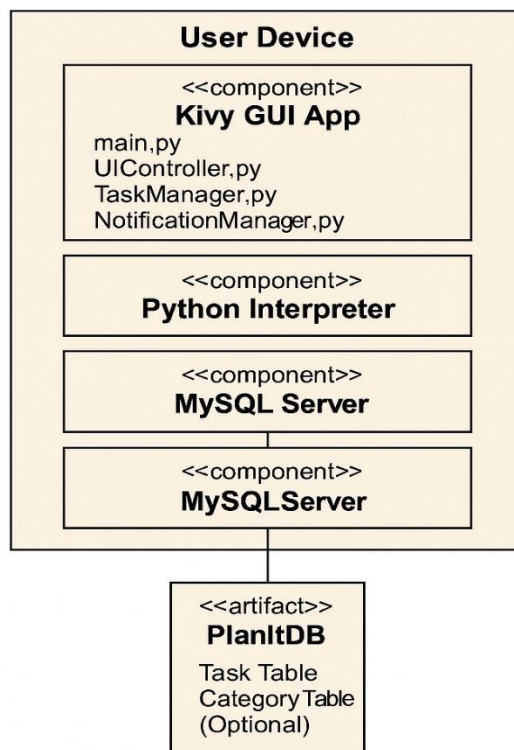 User Device
<<component>>
Kivy GUI App
main,py
UIController,py
TaskManager,py
NotificationManager,py
<<component>>
Python Interpreter
<<component>>
MySQL Server
<<component>>
MySQLServer
<<artifact>>
PlanItDB
Task Table
Category Table
(Optional)